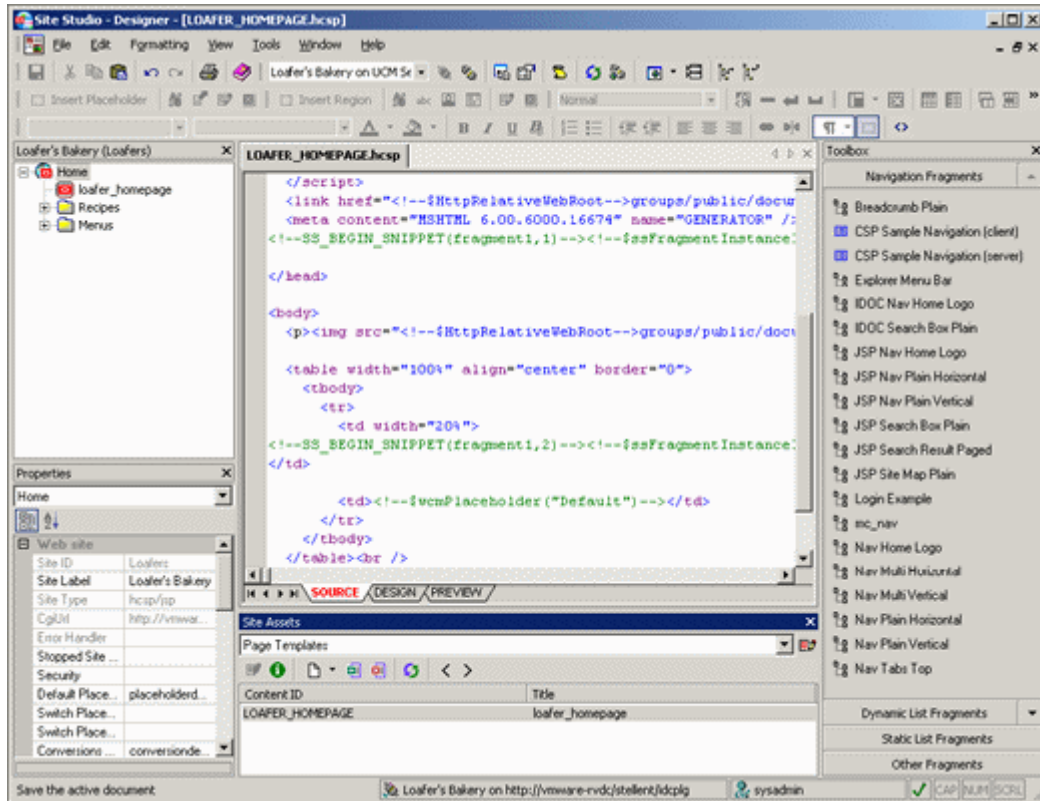 Site Studio - Designer - [LOAFER_HOMEPAGE.hcsp]
File Edit Formatting View Tools Window Help
Loafer's Bakery on UCM Se
Insert Placeholder Insert Region Normal
B I U
Loafer's Bakery (Loafers)
Home
loafer_homepage
Recipes
Menus
Properties
Home
Web site
Site ID Loafers
Site Label Loafer's Bakery
Site Type hcsp/jsp
CgiUrl http://vmwar...
Error Handler
Stopped Site ...
Security
Default Place... placeholderd...
Switch Place...
Switch Place...
Conversions ... conversionde...
LOAFER_HOMEPAGE.hcsp
</script>
<link href="<!--$HttpRelativeWebRoot-->groups/public/docu
<meta content="MSHTML 6.00.6000.16674" name="GENERATOR" />
<!--SS_BEGIN_SNIPPET(fragment1,1)--><!--$ssFragmentInstance
</head>
<body>
<p><img src="<!--$HttpRelativeWebRoot-->groups/public/docu
<table width="100%" align="center" border="0">
<tbody>
<tr>
<td width="20%">
<!--SS_BEGIN_SNIPPET(fragment1,2)--><!--$ssFragmentInstance
</td>
<td><!--$wcmPlaceholder("Default")--></td>
</tr>
</tbody>
</table><br />
SOURCE DESIGN PREVIEW
Site Assets
Page Templates
Content ID Title
LOAFER_HOMEPAGE loafer_homepage
Toolbox
Navigation Fragments
Breadcrumb Plain
CSP Sample Navigation (client)
CSP Sample Navigation (server)
Explorer Menu Bar
IDOC Nav Home Logo
IDOC Search Box Plain
JSP Nav Home Logo
JSP Nav Plain Horizontal
JSP Nav Plain Vertical
JSP Search Box Plain
JSP Search Result Paged
JSP Site Map Plain
Login Example
mc_nav
Nav Home Logo
Nav Multi Horizontal
Nav Multi Vertical
Nav Plain Horizontal
Nav Plain Vertical
Nav Tabs Top
Dynamic List Fragments
Static List Fragments
Other Fragments
Save the active document
Loafer's Bakery on http://vmware-rvdc/stellent/idcplg
sysadmin
CAP NUM SCRL